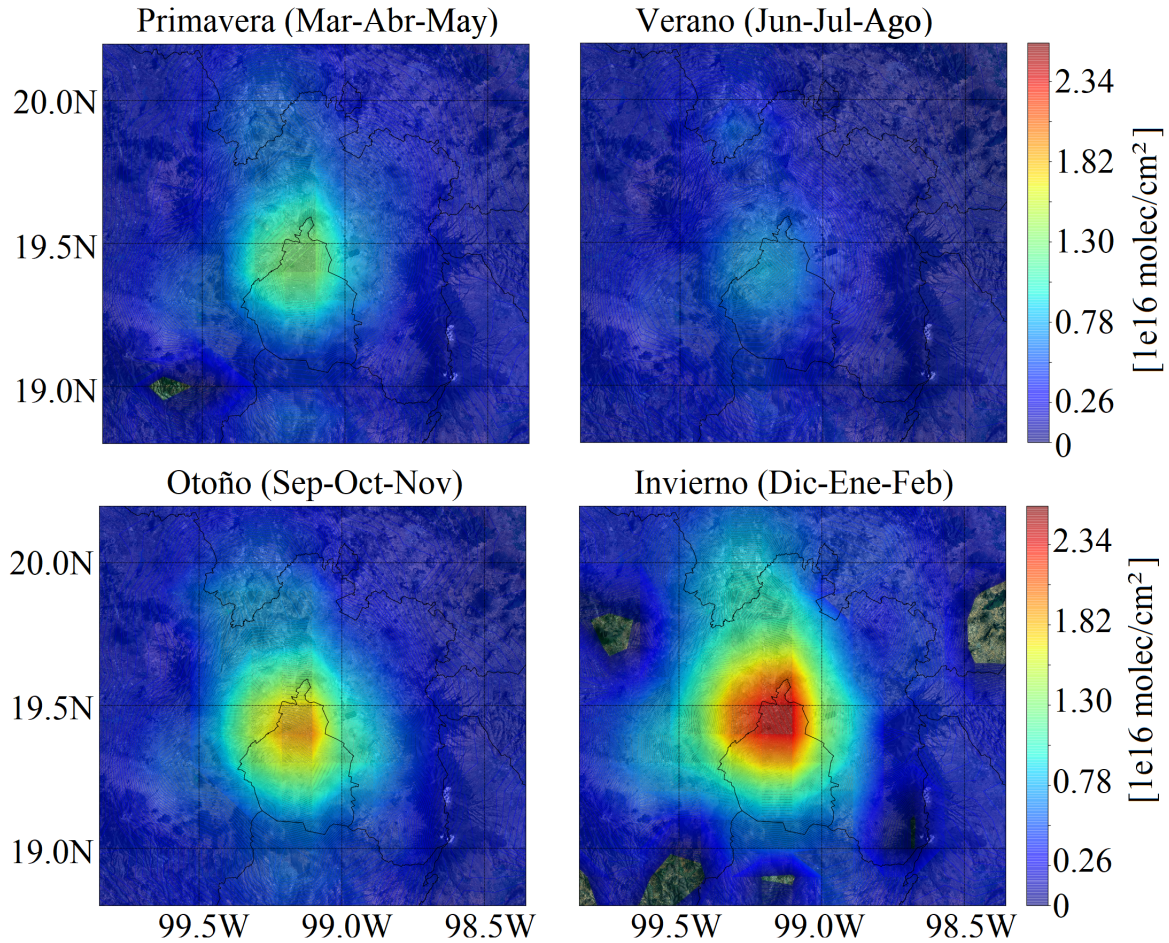 Primavera (Mar-Abr-May)
Verano (Jun-Jul-Ago)
20.0N
19.5N
19.0N
2.34
1.82
1.30
0.78
0.26
0
[1e16 molec/cm²]
Otoño (Sep-Oct-Nov)
Invierno (Dic-Ene-Feb)
20.0N
19.5N
19.0N
2.34
1.82
1.30
0.78
0.26
0
[1e16 molec/cm²]
99.5W 99.0W 98.5W
99.5W 99.0W 98.5W